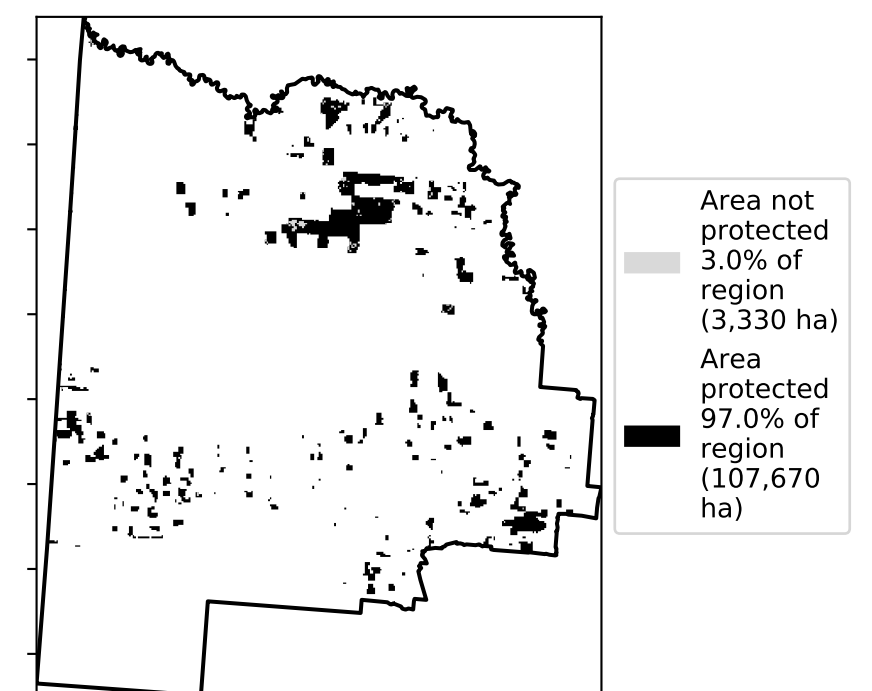 Area not
protected
3.0% of
region
(3,330 ha)
Area
protected
97.0% of
region
(107,670
ha)